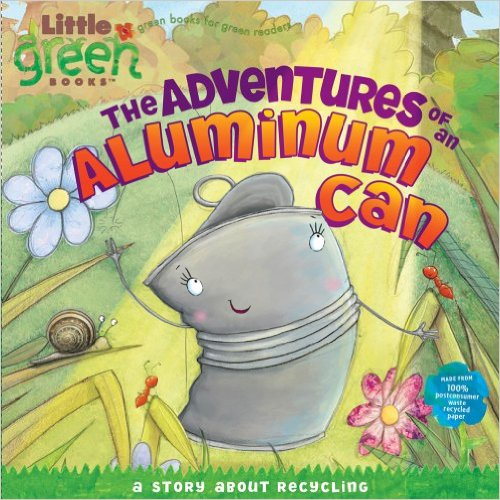 Little
green
BOOKS™
green books for green readers
THE ADVENTURES OF
an
ALuminum
can
MADE FROM
100%
postconsumer
waste
recycled
paper
a STORY ABOUT RECYCLING